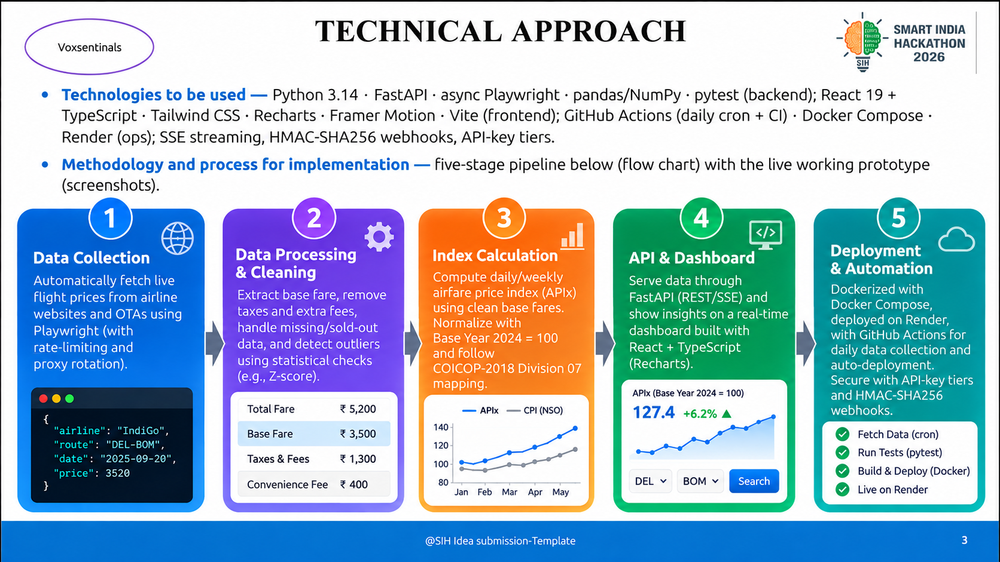 Voxsentinals
TECHNICAL APPROACH
SIH
SMART INDIA
HACKATHON
2026
• Technologies to be used — Python 3.14 · FastAPI · async Playwright · pandas/NumPy · pytest (backend); React 19 +
TypeScript · Tailwind CSS · Recharts · Framer Motion · Vite (frontend); GitHub Actions (daily cron + CI) · Docker Compose ·
Render (ops); SSE streaming, HMAC-SHA256 webhooks, API-key tiers.
• Methodology and process for implementation — five-stage pipeline below (flow chart) with the live working prototype
(screenshots).
1
Data Collection
Automatically fetch live
flight prices from airline
websites and OTAs using
Playwright (with
rate-limiting and
proxy rotation).
{
"airline": "IndiGo",
"route": "DEL-BOM",
"date": "2025-09-20",
"price": 3520
}
2
Data Processing
& Cleaning
Extract base fare, remove
taxes and extra fees,
handle missing/sold-out
data, and detect outliers
using statistical checks
(e.g., Z-score).
Total Fare ₹ 5,200
Base Fare ₹ 3,500
Taxes & Fees ₹ 1,300
Convenience Fee ₹ 400
3
Index Calculation
Compute daily/weekly
airfare price index (APIx)
using clean base fares.
Normalize with
Base Year 2024 = 100
and follow
COICOP-2018 Division 07
mapping.
APIx CPI (NSO)
140
120
100
80
Jan Feb Mar Apr May
4
</>
API & Dashboard
Serve data through
FastAPI (REST/SSE) and
show insights on a real-time
dashboard built with
React + TypeScript
(Recharts).
APIx (Base Year 2024 = 100)
127.4 +6.2% ▲
DEL BOM Search
5
Deployment
& Automation
Dockerized with
Docker Compose,
deployed on Render,
with GitHub Actions for
daily data collection and
auto-deployment.
Secure with API-key tiers
and HMAC-SHA256
webhooks.
Fetch Data (cron)
Run Tests (pytest)
Build & Deploy (Docker)
Live on Render
@SIH Idea submission-Template
3